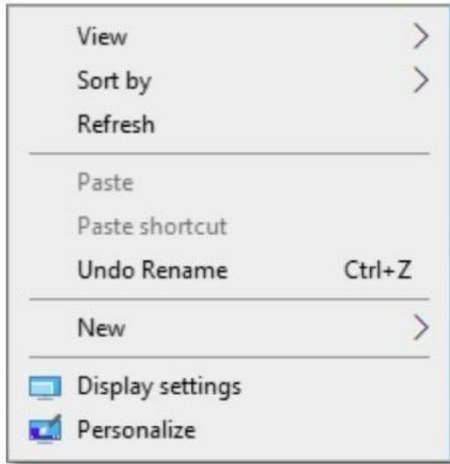 View
Sort by
Refresh
Paste
Paste shortcut
Undo Rename Ctrl+Z
New
Display settings
Personalize